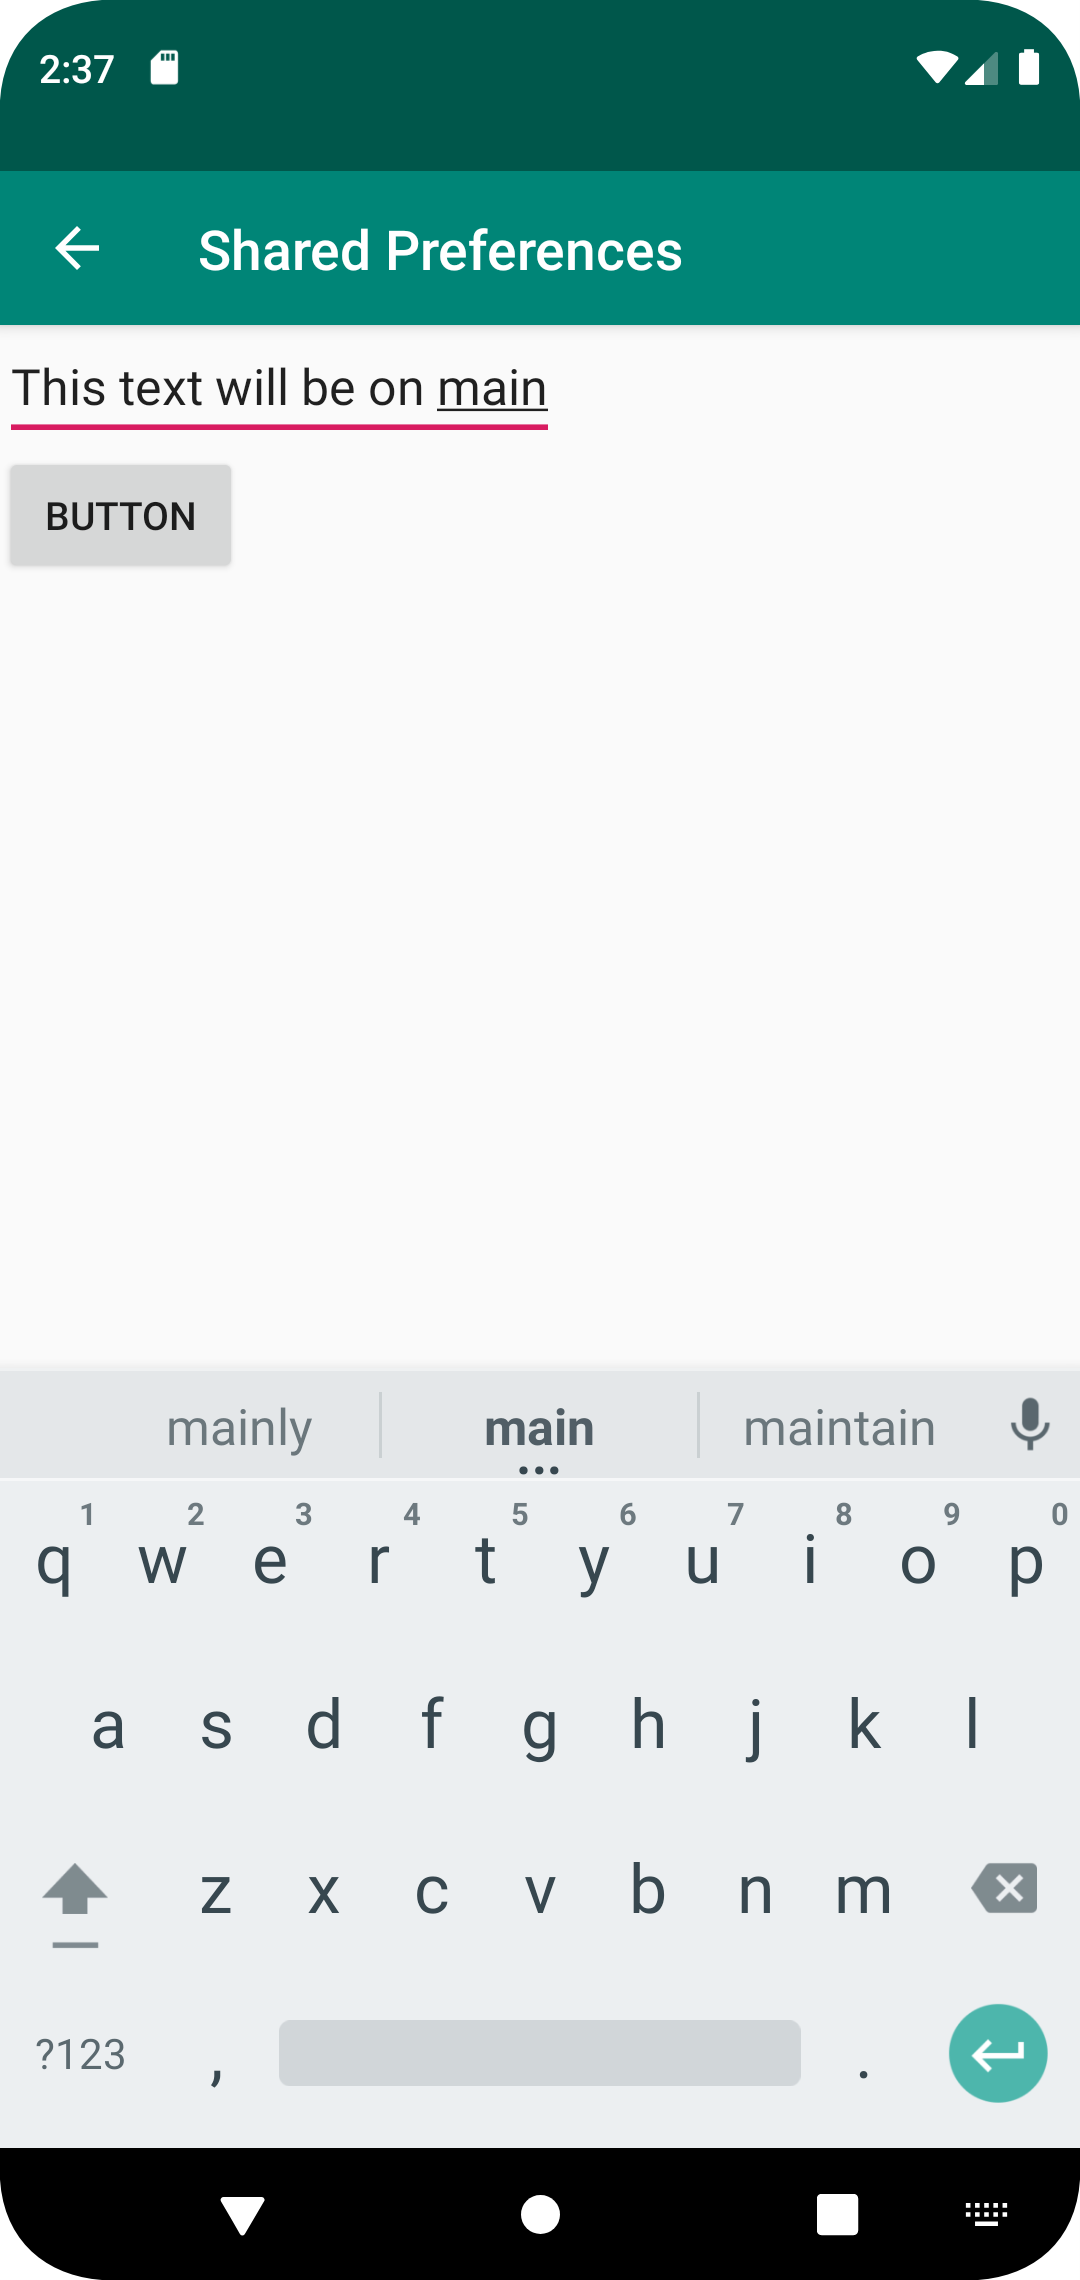 2:37
Shared Preferences
This text will be on main
BUTTON
mainly main maintain
1 2 3 4 5 6 7 8 9 0
q w e r t y u i o p
a s d f g h j k l
z x c v b n m
?123 , .